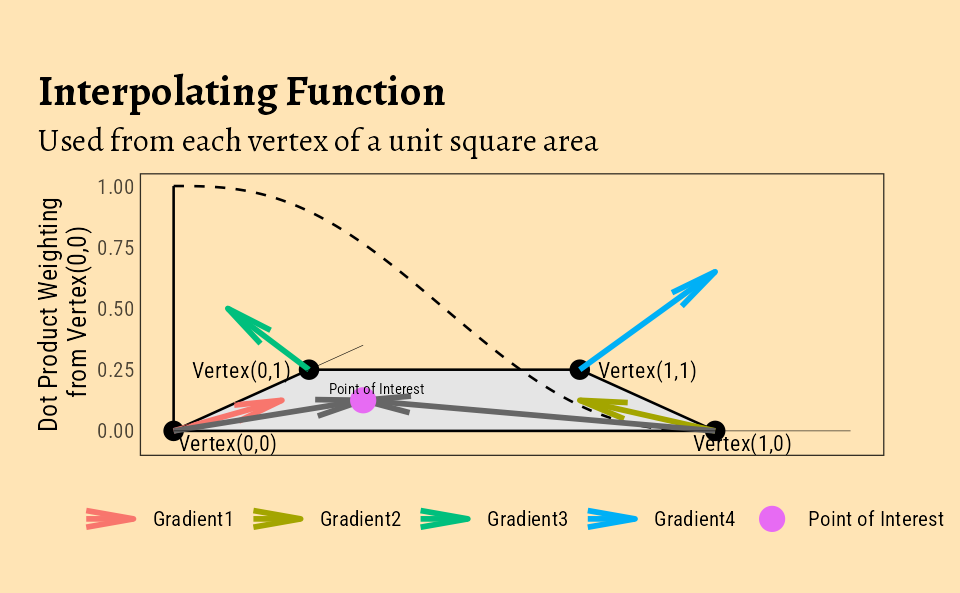 Interpolating Function
Used from each vertex of a unit square area
Dot Product Weighting
from Vertex(0,0)
1.00
0.75
0.50
0.25
0.00
Vertex(0,1)
Vertex(1,1)
Point of Interest
Vertex(0,0)
Vertex(1,0)
Gradient1
Gradient2
Gradient3
Gradient4
Point of Interest